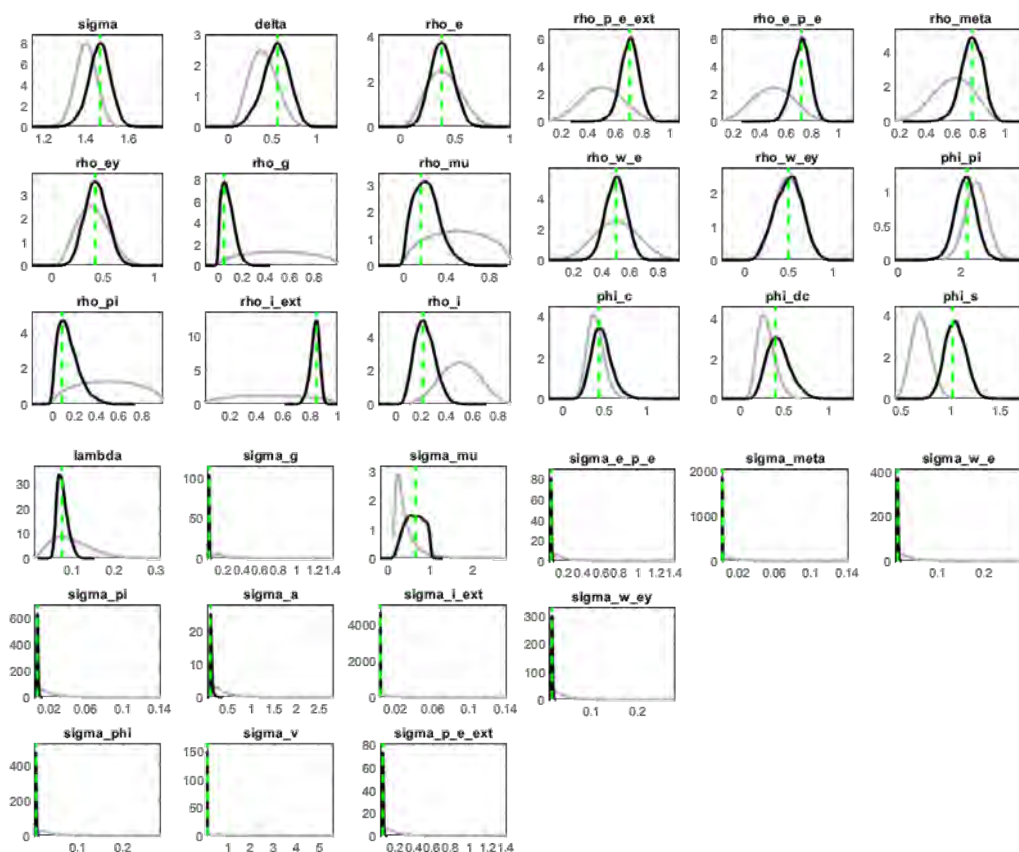 sigma delta rho_e rho_p_e_ext rho_e_p_e rho_meta
8 6 4 2 0 3 2 1 0 4 2 0 6 4 2 0 6 4 2 0 6 4 2 0
1.2 1.4 1.6 0 0.5 1 0 0.5 1 0.2 0.4 0.6 0.8 1 0.2 0.4 0.6 0.8 1 0.2 0.4 0.6 0.8 1
rho_ey rho_g rho_mu rho_w_e rho_w_ey phi_pi
3 2 1 0 8 6 4 2 0 3 2 1 0 4 2 0 2 1 0 1 0.5 0
0 0.5 1 0 0.2 0.4 0.6 0.8 0 0.4 0.8 0.2 0.4 0.6 0.8 0 0.5 1 0 2
rho_pi rho_i_ext rho_i phi_c phi_dc phi_s
4 2 0 10 5 0 4 2 0 4 2 0 4 2 0 4 2 0
0 0.2 0.4 0.6 0.8 0 0.2 0.4 0.6 0.8 1 0 0.2 0.4 0.6 0.8 0 0.5 1 0 0.5 1 0.5 1 1.5
lambda sigma_g sigma_mu sigma_e_p_e sigma_meta sigma_w_e
30 20 10 0 100 50 0 3 2 1 0 80 60 40 20 0 2000 1000 0 400 200 0
0.1 0.2 0.3 0.2 0.4 0.6 0.8 1 1.2 1.4 0 1 2 0.2 0.6 0.8 1 1.2 1.4 0.02 0.06 0.14 0.1 0.2
sigma_pi sigma_a sigma_i_ext sigma_w_ey
600 400 200 0 20 10 0 4000 2000 0 300 200 100 0
0.02 0.06 0.14 0.5 1 1.5 2 2.5 0.02 0.06 0.14 0.1 0.2
sigma_phi sigma_v sigma_p_e_ext
400 200 0 150 100 50 0 80 60 40 20 0
0.1 0.2 1 2 3 4 5 0.2 0.4 0.6 0.8 1 1.2 1.4